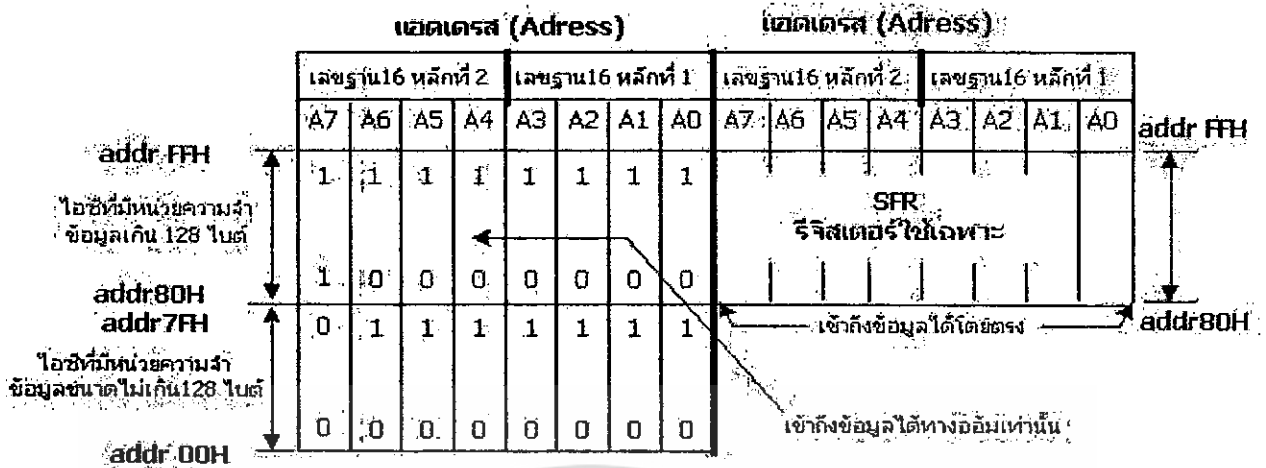 แอดเดรส (Adress) แอดเดรส (Adress)
เลขฐาน16 หลักที่ 2 เลขฐาน16 หลักที่ 1 เลขฐาน16 หลักที่ 2 เลขฐาน16 หลักที่ 1
A7 A6 A5 A4 A3 A2 A1 A0 A7 A6 A5 A4 A3 A2 A1 A0
addr FFH
addr FFH
1 1 1 1 1 1 1 1
ไอซีที่มีหน่วยความจำ
ข้อมูลเกิน 128 ไบต์
SFR
รีจิสเตอร์ใช้เฉพาะ
1 0 0 0 0 0 0 0
addr80H
addr7FH
0 1 1 1 1 1 1 1
เข้าถึงข้อมูลได้โดยตรง
addr80H
ไอซีที่มีหน่วยความจำ
ข้อมูลขนาดไม่เกิน128 ไบต์
0 0 0 0 0 0 0 0
เข้าถึงข้อมูลได้ทางอ้อมเท่านั้น
addr 00H